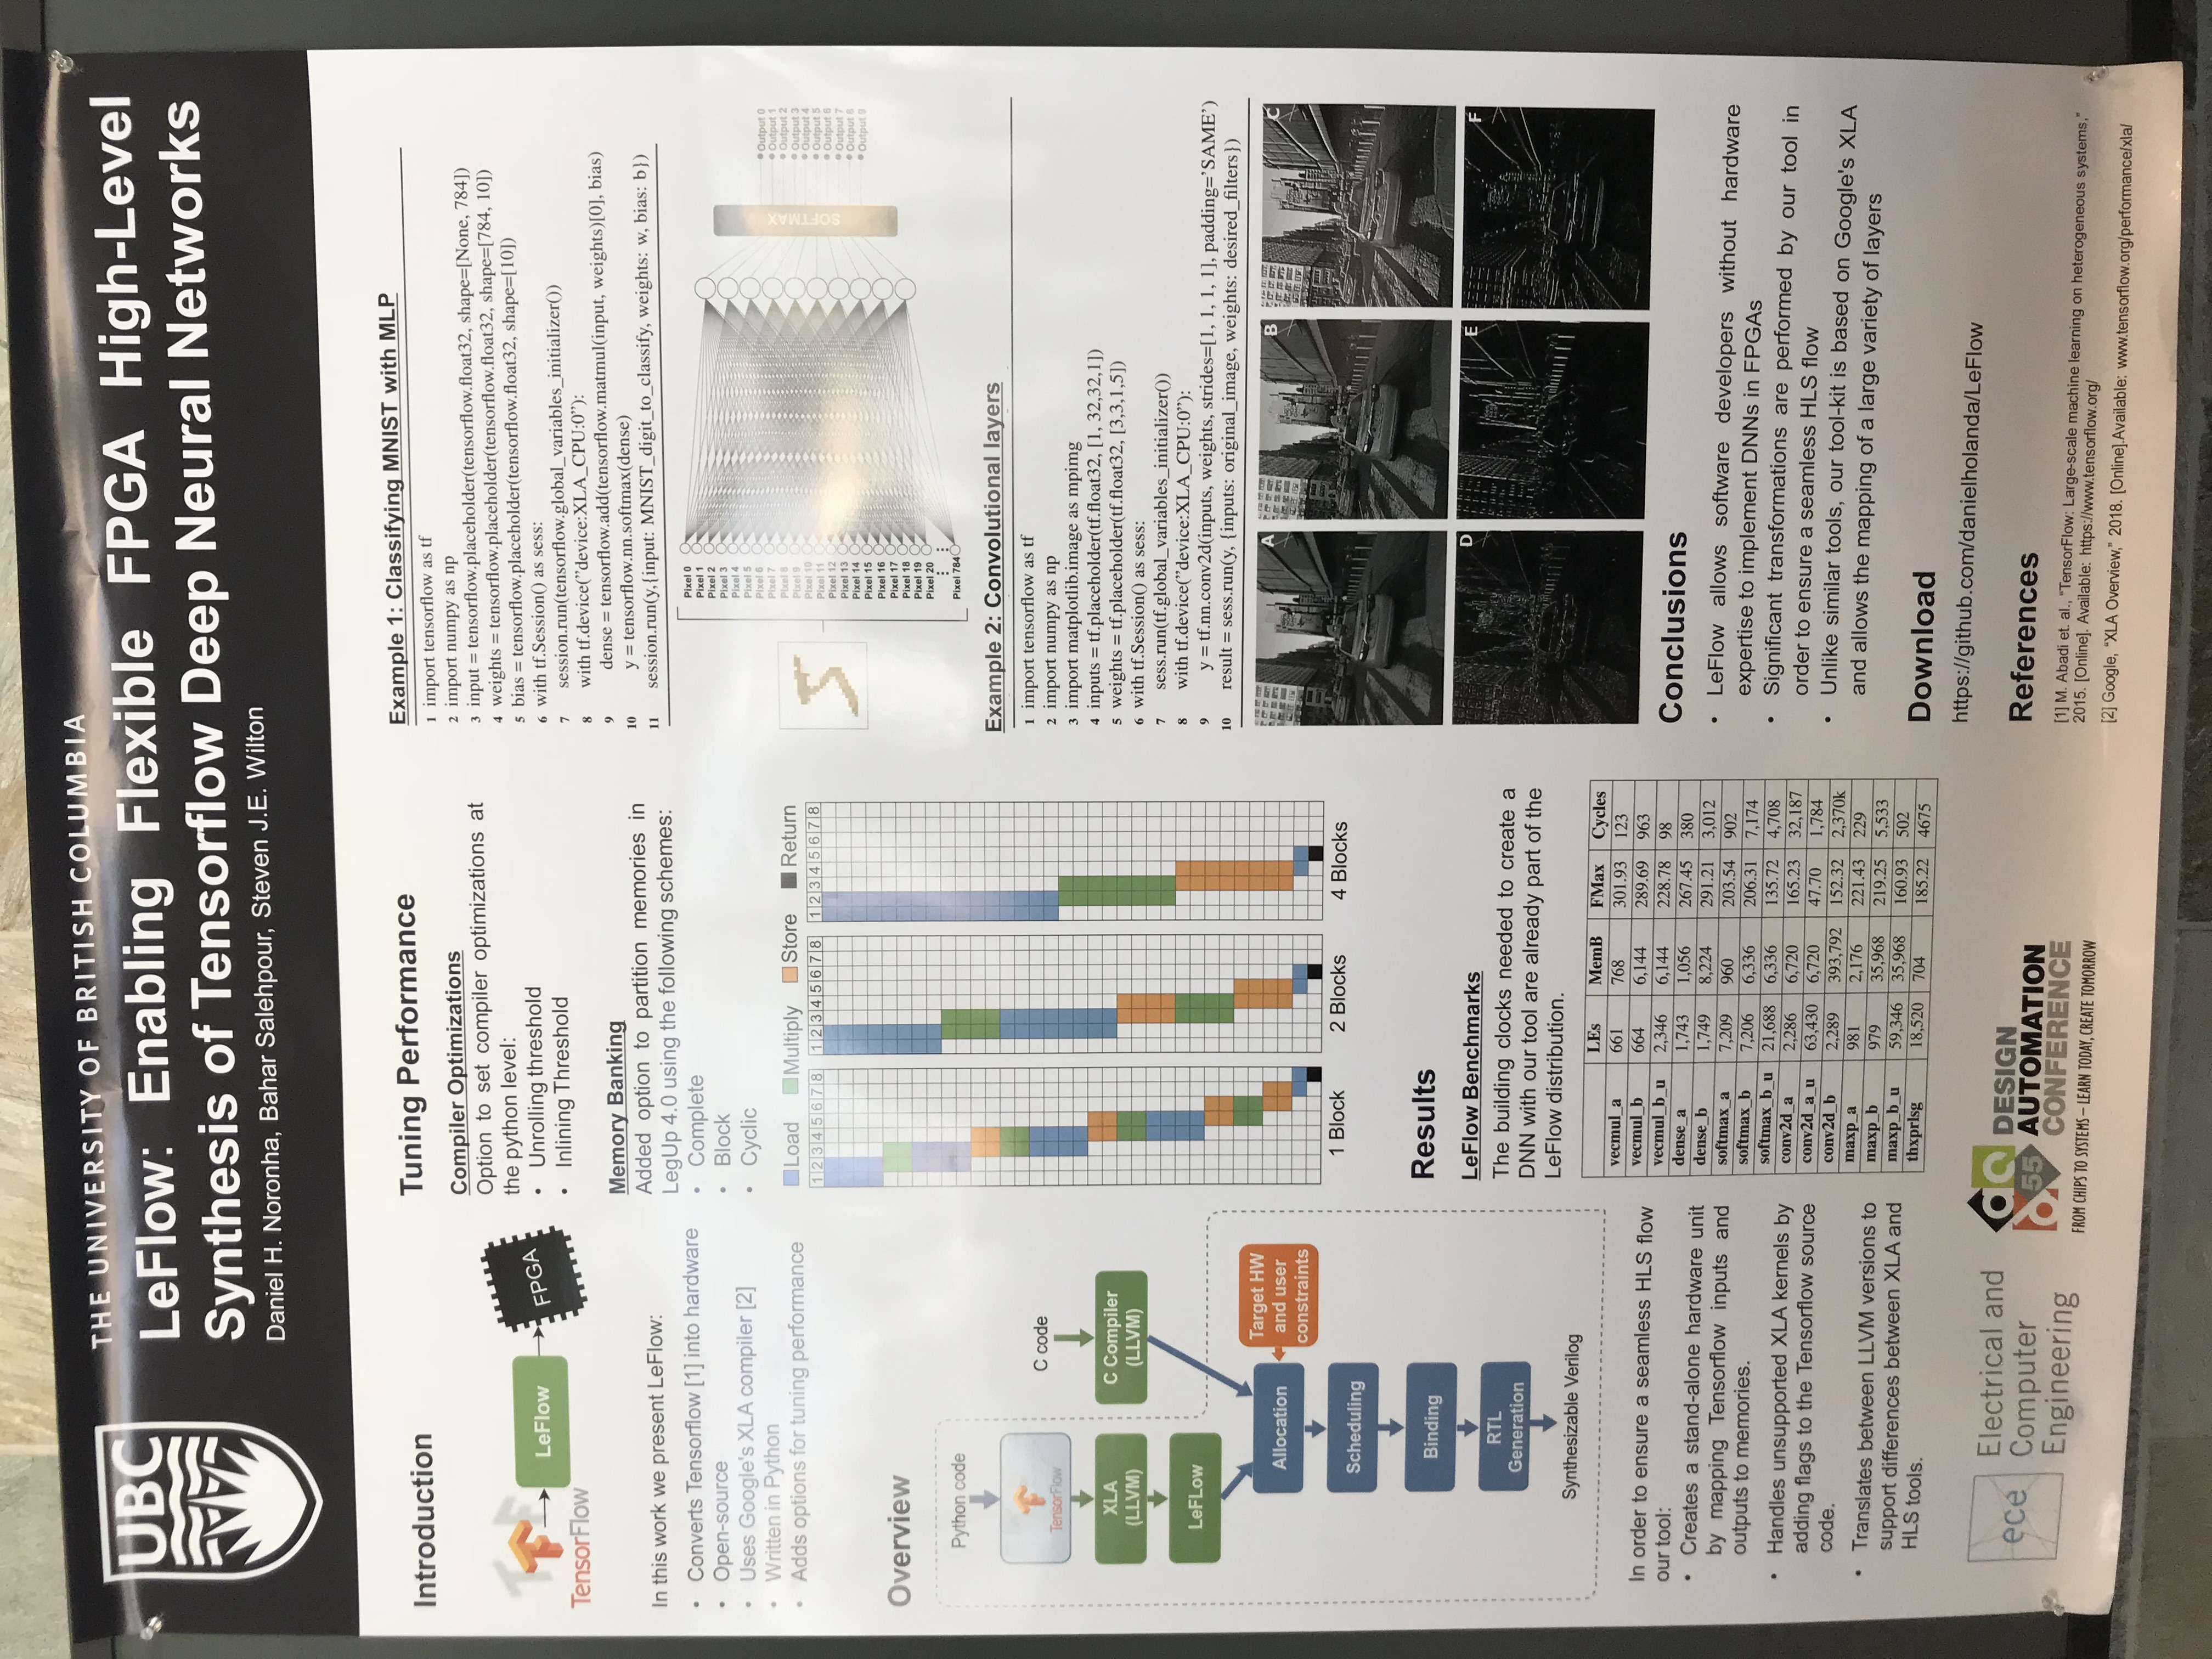 THE UNIVERSITY OF BRITISH COLUMBIA
UBC
LeFlow: Enabling Flexible FPGA High-Level
Synthesis of Tensorflow Deep Neural Networks
Daniel H. Noronha, Bahar Salehpour, Steven J.E. Wilton
Introduction
TensorFlow
LeFlow
FPGA
In this work we present LeFlow:
• Converts Tensorflow [1] into hardware
• Open-source
• Uses Google's XLA compiler [2]
• Written in Python
• Adds options for tuning performance
Overview
Python code
TensorFlow
C code
XLA
(LLVM)
C Compiler
(LLVM)
LeFLow
Allocation
Target HW
and user
constraints
Scheduling
Binding
RTL
Generation
Synthesizable Verilog
In order to ensure a seamless HLS flow
our tool:
• Creates a stand-alone hardware unit
by mapping Tensorflow inputs and
outputs to memories.
• Handles unsupported XLA kernels by
adding flags to the Tensorflow source
code.
• Translates between LLVM versions to
support differences between XLA and
HLS tools.
ece
Electrical and
Computer
Engineering
Tuning Performance
Compiler Optimizations
Option to set compiler optimizations at
the python level:
• Unrolling threshold
• Inlining Threshold
Memory Banking
Added option to partition memories in
LegUp 4.0 using the following schemes:
• Complete
• Block
• Cyclic
Load Multiply Store Return
1 2 3 4 5 6 7 8 1 2 3 4 5 6 7 8 1 2 3 4 5 6 7 8
1 Block 2 Blocks 4 Blocks
Results
LeFlow Benchmarks
The building clocks needed to create a
DNN with our tool are already part of the
LeFlow distribution.
LEs MemB FMax Cycles
vecmul_a 661 768 301.93 123
vecmul_b 664 6,144 289.69 963
vecmul_b_u 2,346 6,144 228.78 98
dense_a 1,743 1,056 267.45 380
dense_b 1,749 8,224 291.21 3,012
softmax_a 7,209 960 203.54 902
softmax_b 7,206 6,336 206.31 7,174
softmax_b_u 21,688 6,336 135.72 4,708
conv2d_a 2,286 6,720 165.23 32,187
conv2d_a_u 63,430 6,720 47.70 1,784
conv2d_b 2,289 393,792 152.32 2,370k
maxp_a 981 2,176 221.43 229
maxp_b 979 35,968 219.25 5,533
maxp_b_u 59,346 35,968 160.93 502
thxprlsg 18,520 704 185.22 4675
55
DESIGN
AUTOMATION
CONFERENCE
FROM CHIPS TO SYSTEMS – LEARN TODAY, CREATE TOMORROW
Example 1: Classifying MNIST with MLP
1 import tensorflow as tf
2 import numpy as np
3 input = tensorflow.placeholder(tensorflow.float32, shape=[None, 784])
4 weights = tensorflow.placeholder(tensorflow.float32, shape=[784, 10])
5 bias = tensorflow.placeholder(tensorflow.float32, shape=[10])
6 with tf.Session() as sess:
7 session.run(tensorflow.global_variables_initializer())
8 with tf.device("device:XLA_CPU:0"):
9 dense = tensorflow.add(tensorflow.matmul(input, weights)[0], bias)
10 y = tensorflow.nn.softmax(dense)
11 session.run(y,{input: MNIST_digit_to_classify, weights: w, bias: b})
Pixel 0
Pixel 1
Pixel 2
Pixel 3
Pixel 4
Pixel 5
Pixel 6
Pixel 7
Pixel 8
Pixel 9
Pixel 10
Pixel 11
Pixel 12
Pixel 13
Pixel 14
Pixel 15
Pixel 16
Pixel 17
Pixel 18
Pixel 19
Pixel 20
Pixel 784
SOFTMAX
Output 0
Output 1
Output 2
Output 3
Output 4
Output 5
Output 6
Output 7
Output 8
Output 9
Example 2: Convolutional layers
1 import tensorflow as tf
2 import numpy as np
3 import matplotlib.image as mpimg
4 inputs = tf.placeholder(tf.float32, [1, 32,32,1])
5 weights = tf.placeholder(tf.float32, [3,3,1,5])
6 with tf.Session() as sess:
7 sess.run(tf.global_variables_initializer())
8 with tf.device("device:XLA_CPU:0"):
9 y = tf.nn.conv2d(inputs, weights, strides=[1, 1, 1, 1], padding='SAME')
10 result = sess.run(y, {inputs: original_image, weights: desired_filters})
A B C
D E F
Conclusions
• LeFlow allows software developers without hardware
expertise to implement DNNs in FPGAs
• Significant transformations are performed by our tool in
order to ensure a seamless HLS flow
• Unlike similar tools, our tool-kit is based on Google's XLA
and allows the mapping of a large variety of layers
Download
https://github.com/danielholanda/LeFlow
References
[1] M. Abadi et. al., "TensorFlow: Large-scale machine learning on heterogeneous systems,"
2015. [Online]. Available: https://www.tensorflow.org/
[2] Google, "XLA Overview," 2018. [Online].Available: www.tensorflow.org/performance/xla/